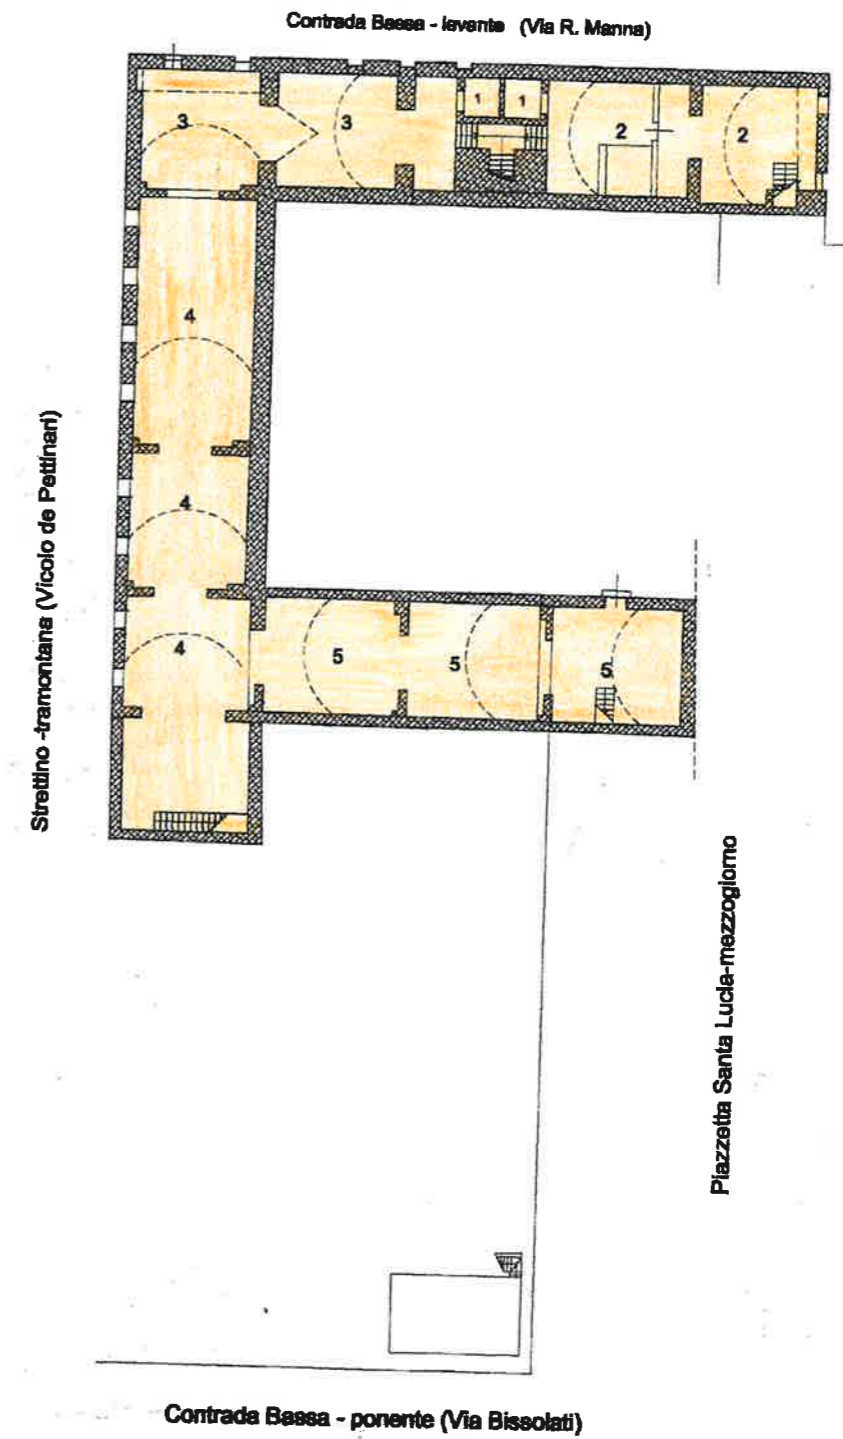 Contrada Bassa - levante (Via R. Manna)
1 1
3 3 2 2
4
Strettino -tramontana (Vicolo de Pettinari)
4
4 5 5 5
Piazzetta Santa Lucia-mezzogiorno
Contrada Bassa - ponente (Via Bissolati)